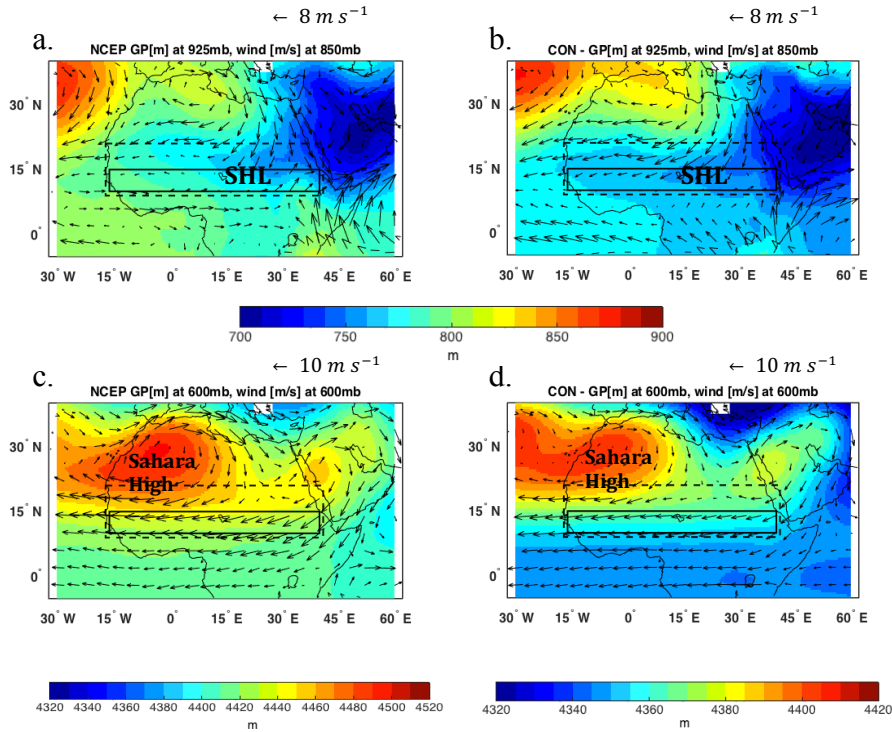 ← 8 m s⁻¹
← 8 m s⁻¹
a.
b.
NCEP GP[m] at 925mb, wind [m/s] at 850mb
CON - GP[m] at 925mb, wind [m/s] at 850mb
30° N
30° N
15° N
SHL
15° N
SHL
0°
0°
30° W 15° W 0° 15° E 30° E 45° E 60° E
30° W 15° W 0° 15° E 30° E 45° E 60° E
700 750 800 850 900
m
← 10 m s⁻¹
← 10 m s⁻¹
c.
d.
NCEP GP[m] at 600mb, wind [m/s] at 600mb
CON - GP[m] at 600mb, wind [m/s] at 600mb
30° N
Sahara
High
30° N
Sahara
High
15° N
15° N
0°
0°
30° W 15° W 0° 15° E 30° E 45° E 60° E
30° W 15° W 0° 15° E 30° E 45° E 60° E
4320 4340 4360 4380 4400 4420 4440 4460 4480 4500 4520
m
4320 4340 4360 4380 4400 4420
m